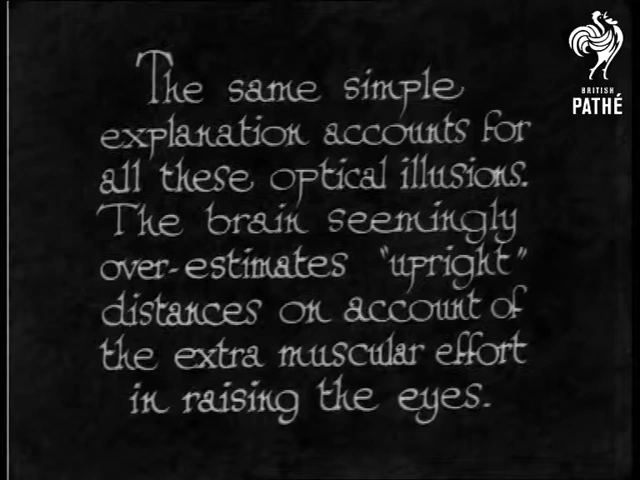 The same simple
explanation accounts for
all these optical illusions.
The brain seemingly
over-estimates "upright"
distances on account of
the extra muscular effort
in raising the eyes.
BRITISH
PATHÉ